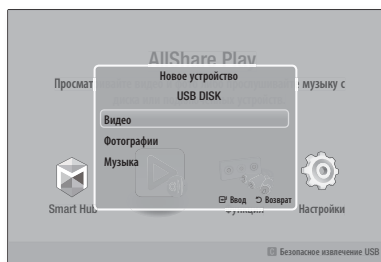 AllShare Play
Новое устройство
USB DISK
Просмат
музыку с
Видео
Фотографии
Музыка
Ввод Возврат
Smart Hub
Функции
Настройки
Безопасное извлечение USB